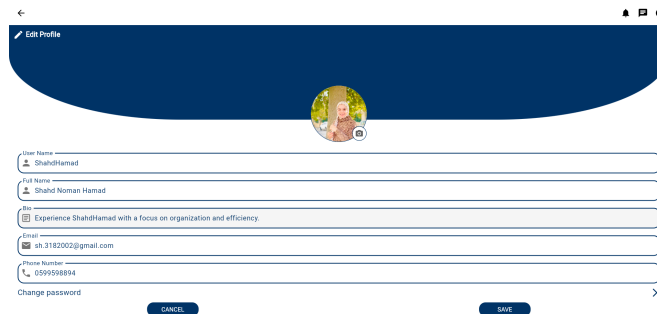 Edit Profile
User Name
ShahdHamad
Full Name
Shahd Noman Hamad
Bio
Experience ShahdHamad with a focus on organization and efficiency.
Email
sh.3182002@gmail.com
Phone Number
0599598894
Change password
CANCEL
SAVE